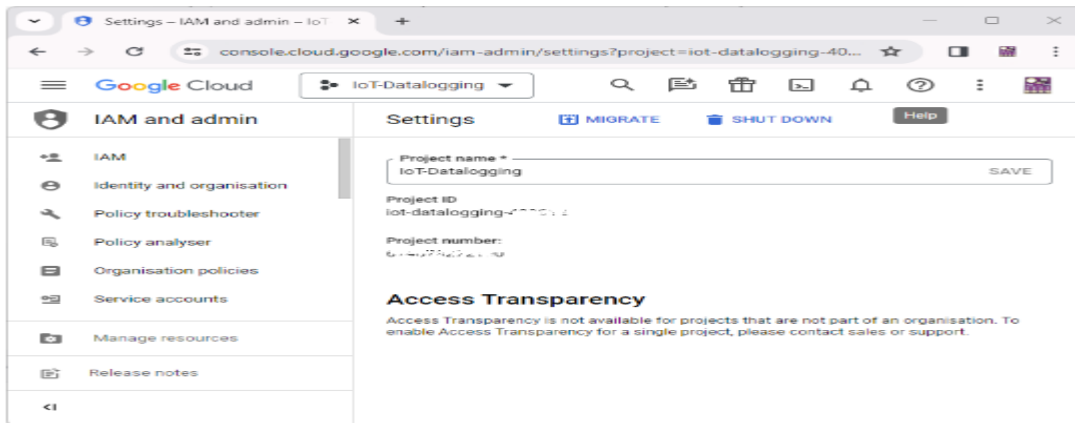 Settings – IAM and admin – IoT
console.cloud.google.com/iam-admin/settings?project=iot-datalogging-40...
Google Cloud
IoT-Datalogging
IAM and admin
Settings
MIGRATE
SHUT DOWN
Help
IAM
Identity and organisation
Policy troubleshooter
Policy analyser
Organisation policies
Service accounts
Manage resources
Release notes
Project name *
IoT-Datalogging
SAVE
Project ID
iot-datalogging-
Project number:
Access Transparency
Access Transparency is not available for projects that are not part of an organisation. To
enable Access Transparency for a single project, please contact sales or support.